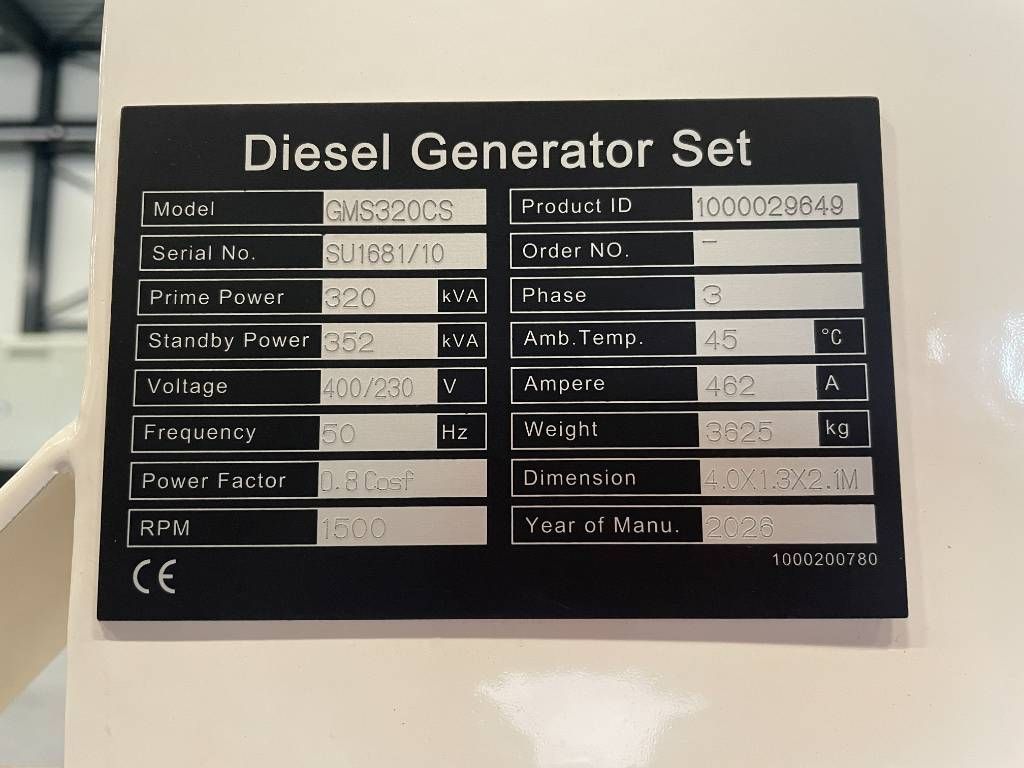 Diesel Generator Set
Model GMS320CS
Serial No. SU1681/10
Prime Power 320 kVA
Standby Power 352 kVA
Voltage 400/230 V
Frequency 50 Hz
Power Factor 0.8 Cosf
RPM 1500
CE
Product ID 1000029649
Order NO. -
Phase 3
Amb.Temp. 45 °C
Ampere 462 A
Weight 3625 kg
Dimension 4.0X1.3X2.1M
Year of Manu. 2026
1000200780